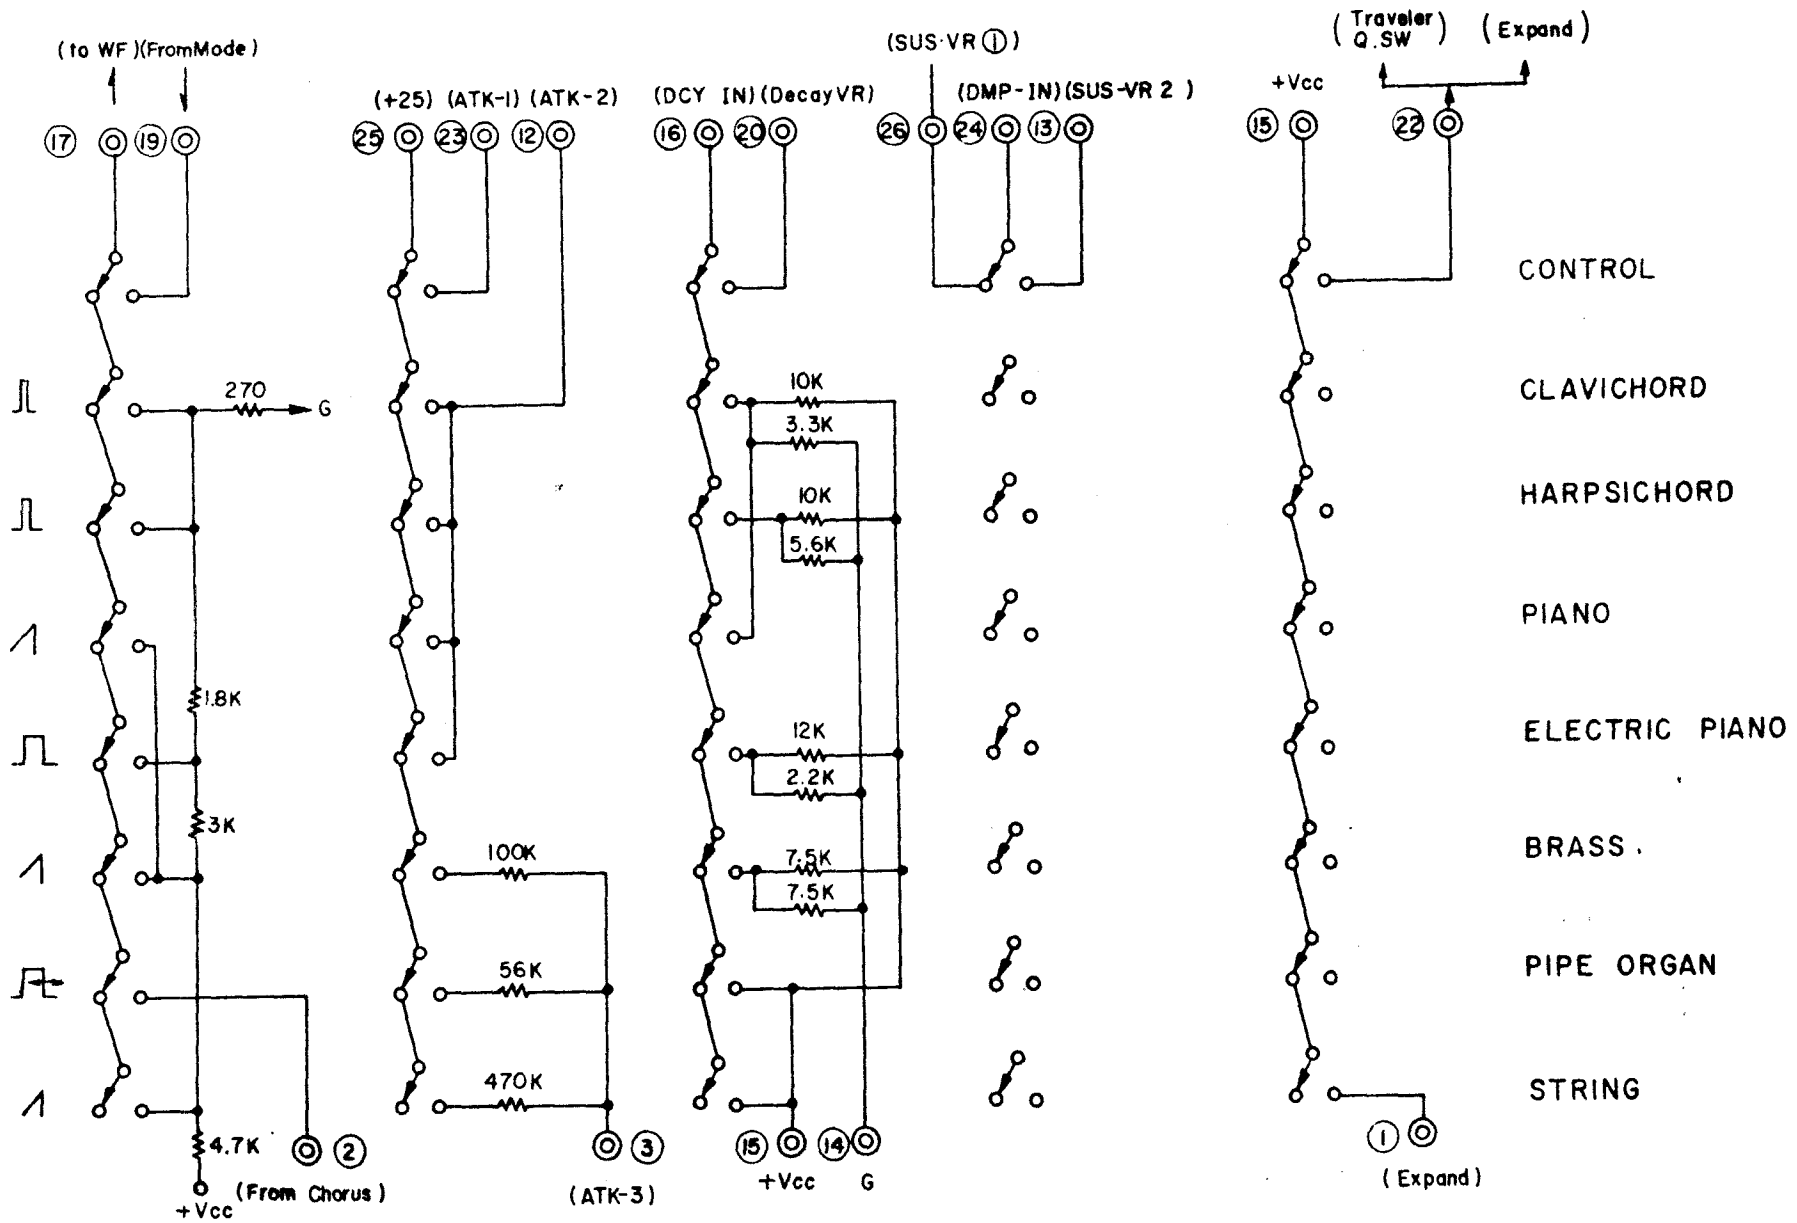 (to WF)(From Mode)
(+25) (ATK-1) (ATK-2)
(DCY IN)(Decay VR)
(SUS·VR ①)
(DMP-IN)(SUS-VR 2)
+Vcc
(Traveler Q.SW)
(Expand)
17 19 25 23 12 16 20 26 24 13 15 22
CONTROL
270
G
10K
3.3K
CLAVICHORD
10K
5.6K
HARPSICHORD
PIANO
1.8K
12K
2.2K
ELECTRIC PIANO
3K
100K
7.5K
7.5K
BRASS.
56K
PIPE ORGAN
470K
STRING
4.7K
2
3
15
14
1
+Vcc
(From Chorus)
(ATK-3)
+Vcc
G
(Expand)